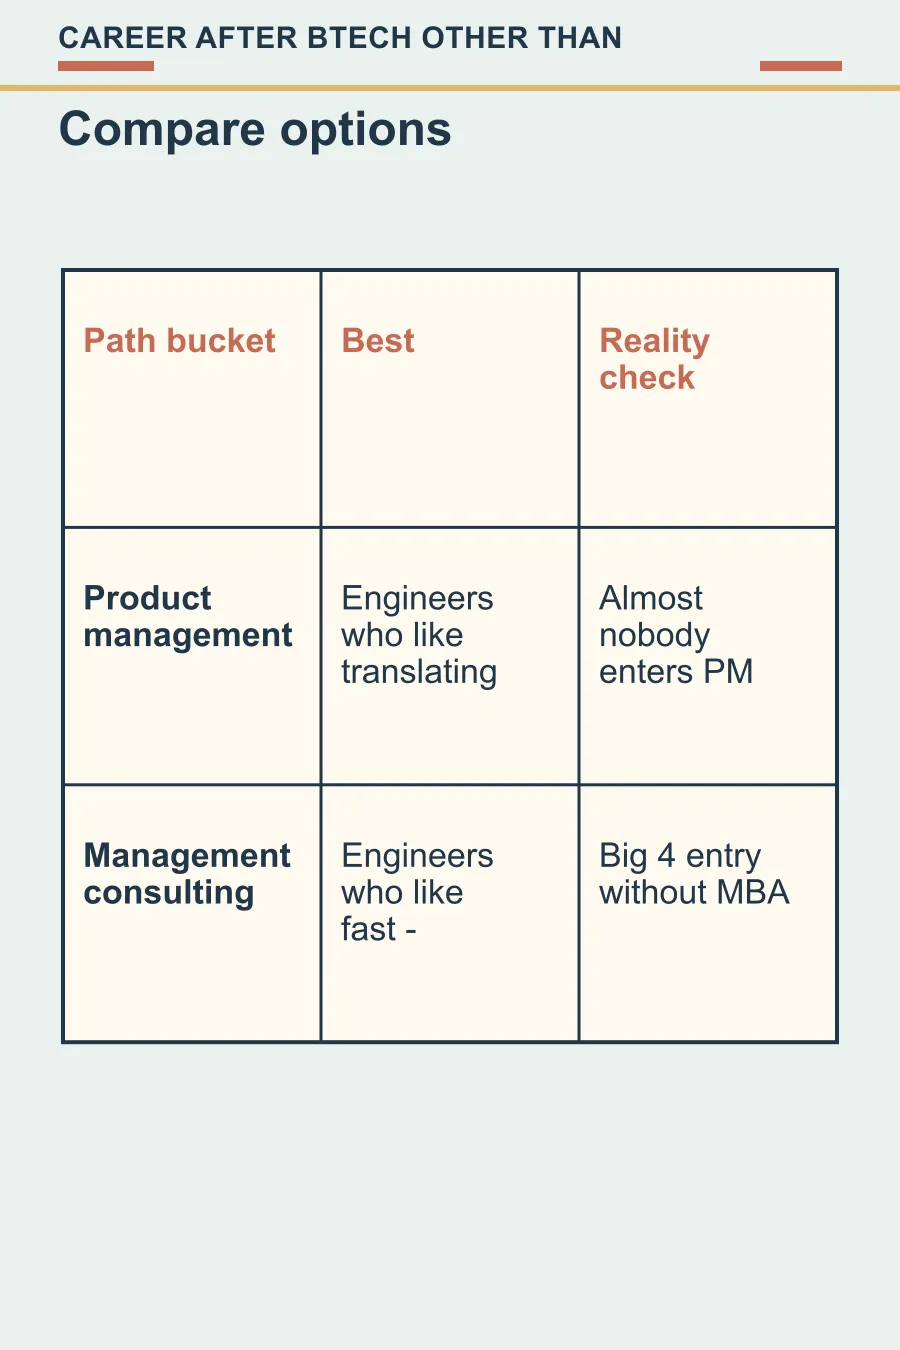 CAREER AFTER BTECH OTHER THAN
Compare options
Path bucket
Best
Reality
check
Product
management
Engineers
who like
translating
Almost
nobody
enters PM
Management
consulting
Engineers
who like
fast -
Big 4 entry
without MBA